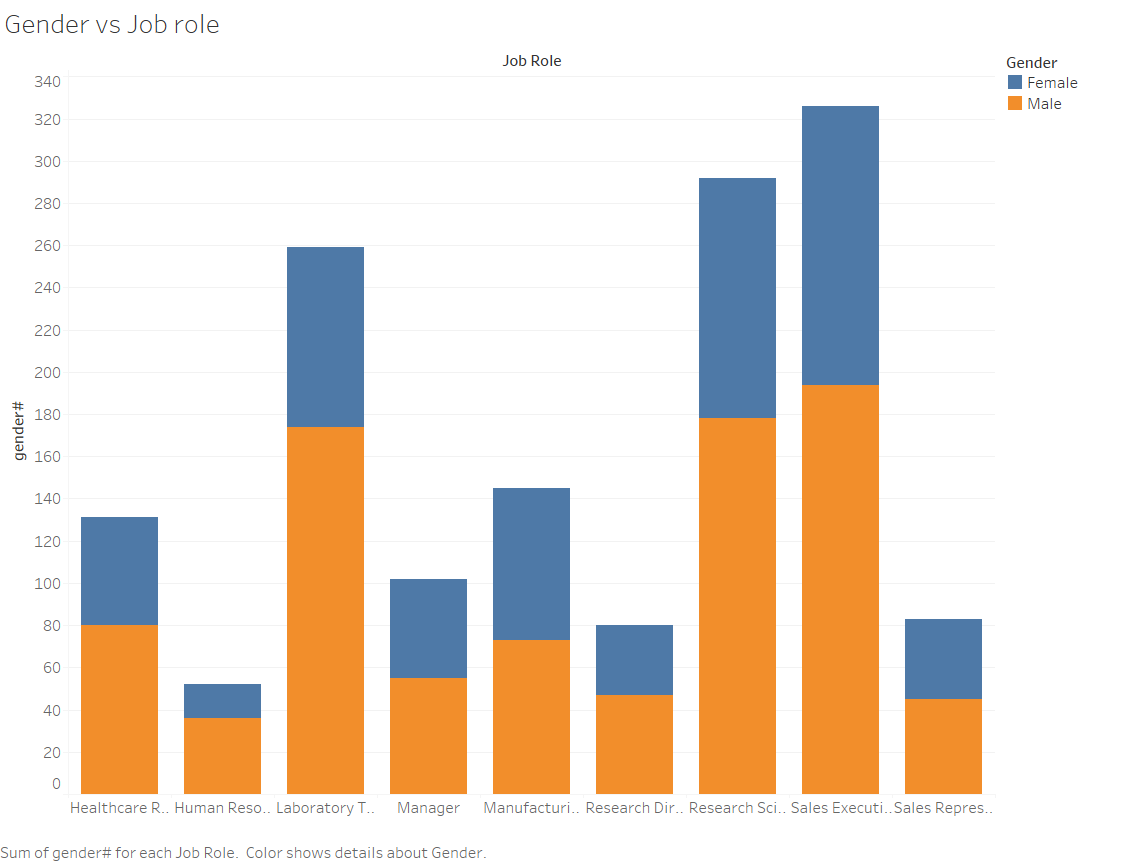 Gender vs Job role
Job Role
Gender
Female
Male
340
320
300
280
260
240
220
200
180
160
140
120
100
80
60
40
20
0
gender#
Healthcare R.. Human Reso.. Laboratory T.. Manager Manufacturi.. Research Dir.. Research Sci.. Sales Executi.. Sales Repres..
Sum of gender# for each Job Role. Color shows details about Gender.